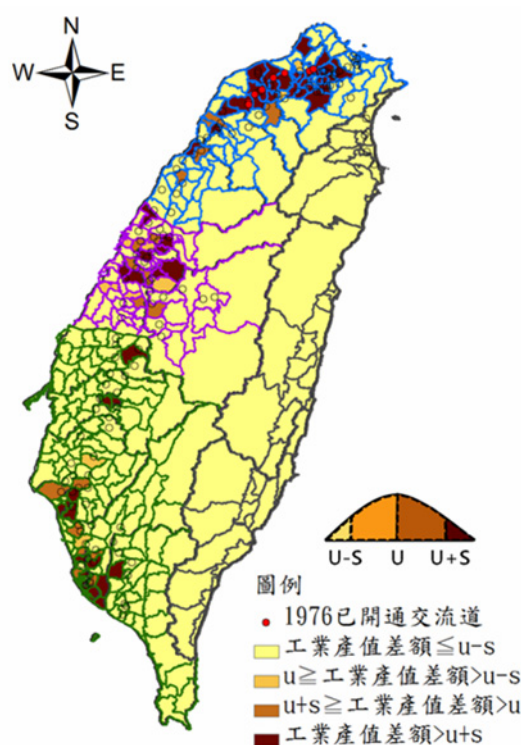 N
W E
S
U-S U U+S
圖例
1976已開通交流道
工業產值差額≦u-s
u≧工業產值差額>u-s
u+s≧工業產值差額>u
工業產值差額>u+s